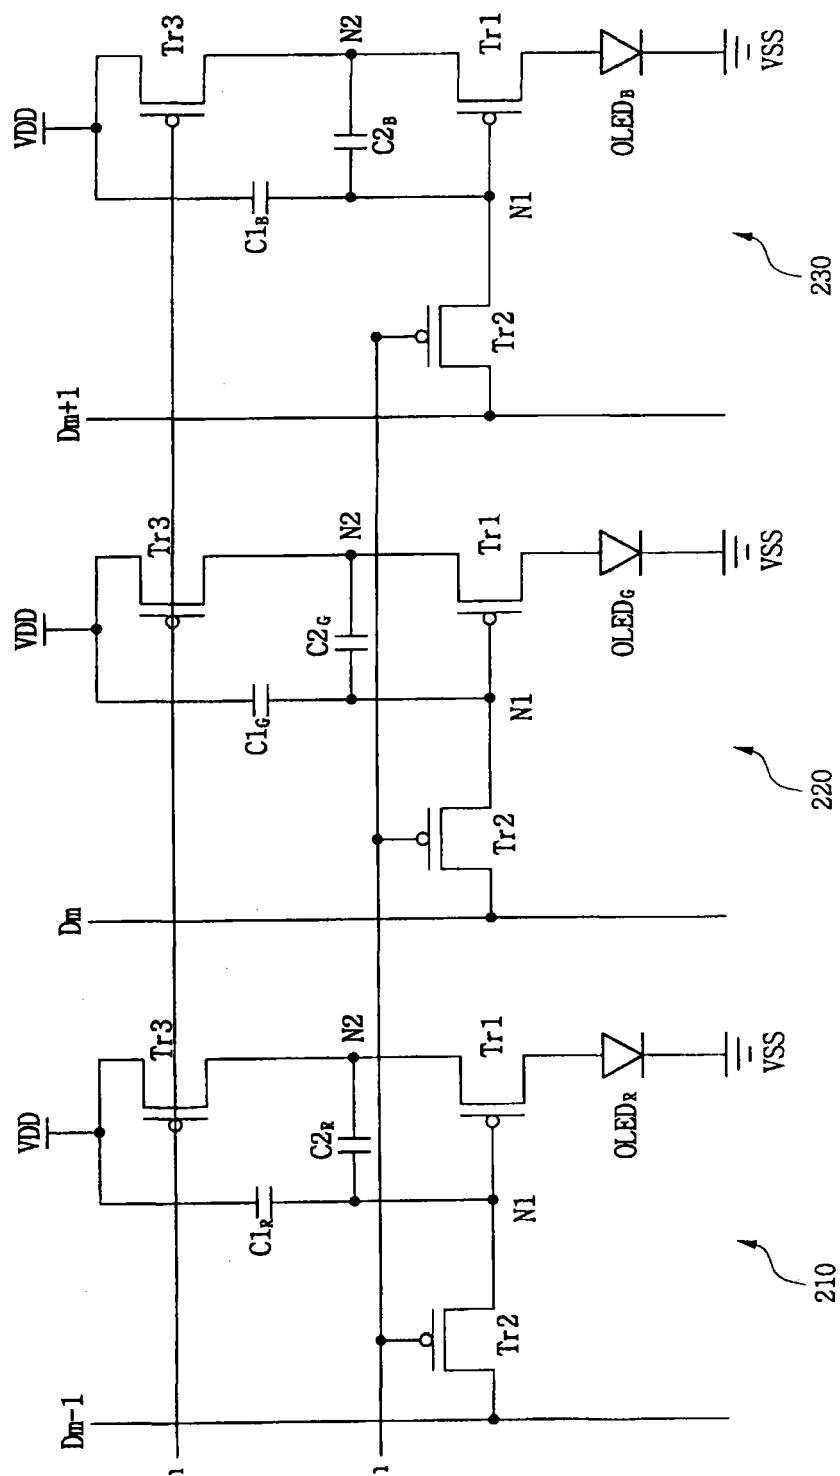 Dm-1
VDD
Tr3
C1R
C2R
N2
Tr2
N1
Tr1
OLEDR
VSS
210
Dm
VDD
Tr3
C1G
C2G
N2
Tr2
N1
Tr1
OLEDG
VSS
220
Dm+1
VDD
Tr3
C1B
C2B
N2
Tr2
N1
Tr1
OLEDB
VSS
230